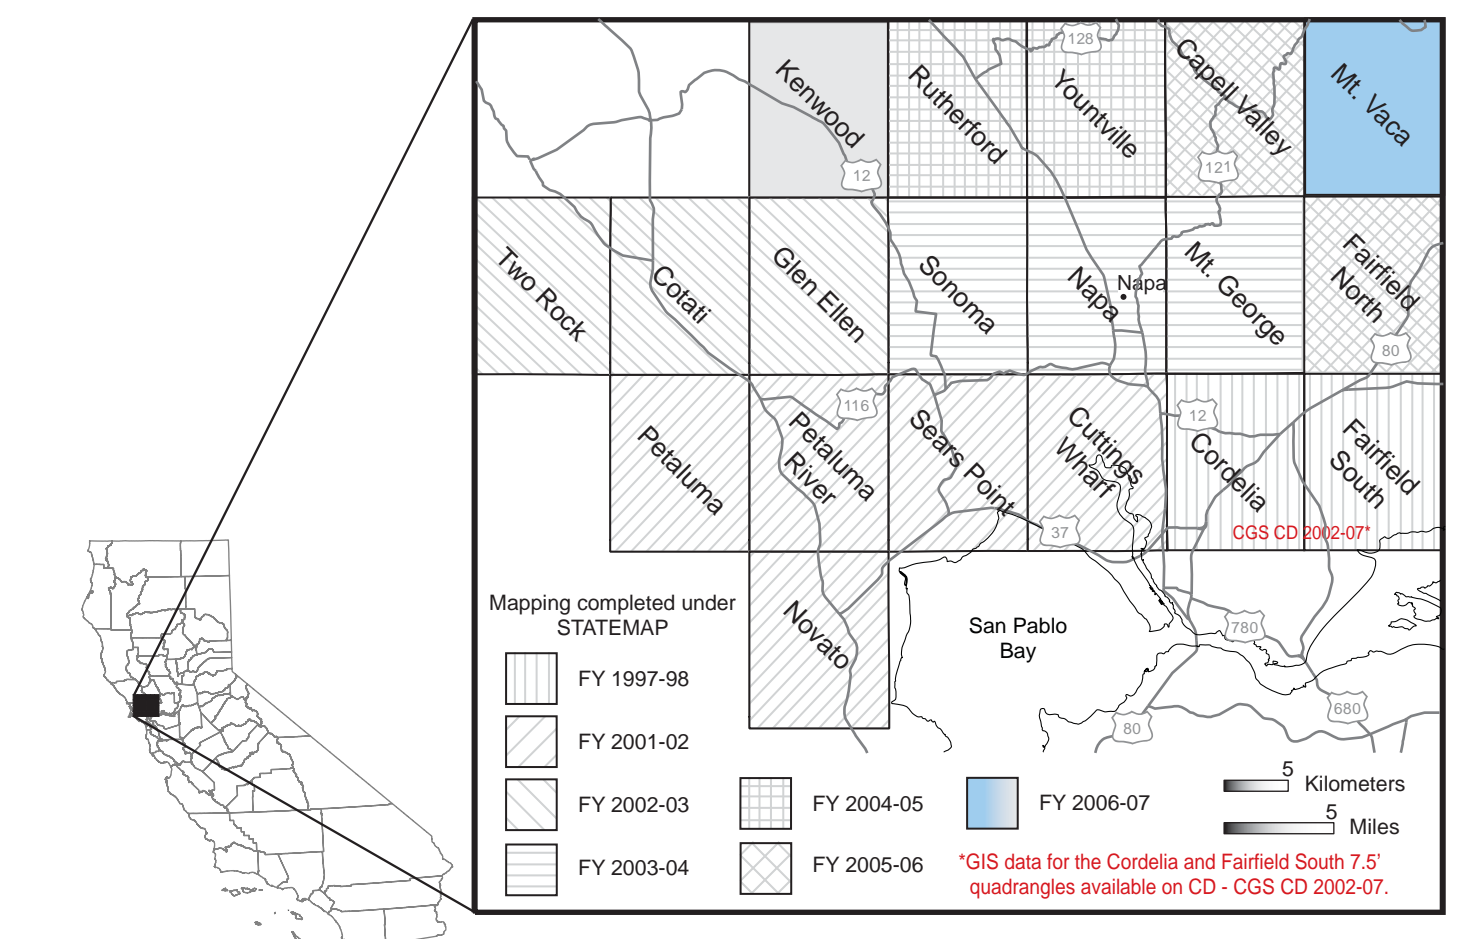 Kenwood
Rutherford
Yountville
Capell Valley
Mt. Vaca
128
12
121
Two Rock
Cotati
Glen Ellen
Sonoma
Napa
Napa
Mt. George
Fairfield
North
80
Petaluma
Petaluma
River
116
Sears Point
Cuttings
Wharf
12
Cordelia
Fairfield
South
37
CGS CD 2002-07*
Novato
San Pablo
Bay
780
680
80
Mapping completed under
STATEMAP
FY 1997-98
FY 2001-02
FY 2002-03
FY 2003-04
FY 2004-05
FY 2005-06
FY 2006-07
5
Kilometers
5
Miles
*GIS data for the Cordelia and Fairfield South 7.5'
quadrangles available on CD - CGS CD 2002-07.